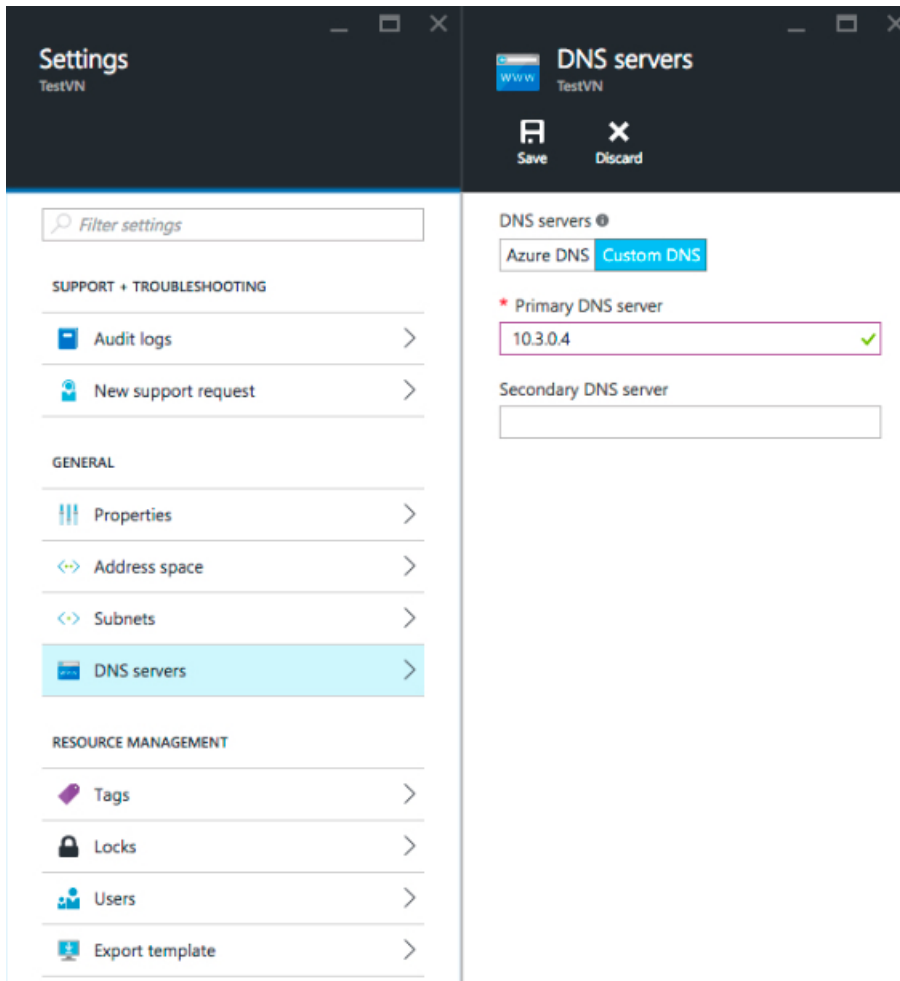 Settings
TestVN
Filter settings
SUPPORT + TROUBLESHOOTING
Audit logs
New support request
GENERAL
Properties
Address space
Subnets
DNS servers
RESOURCE MANAGEMENT
Tags
Locks
Users
Export template
www
DNS servers
TestVN
Save Discard
DNS servers
Azure DNS Custom DNS
* Primary DNS server
10.3.0.4
Secondary DNS server